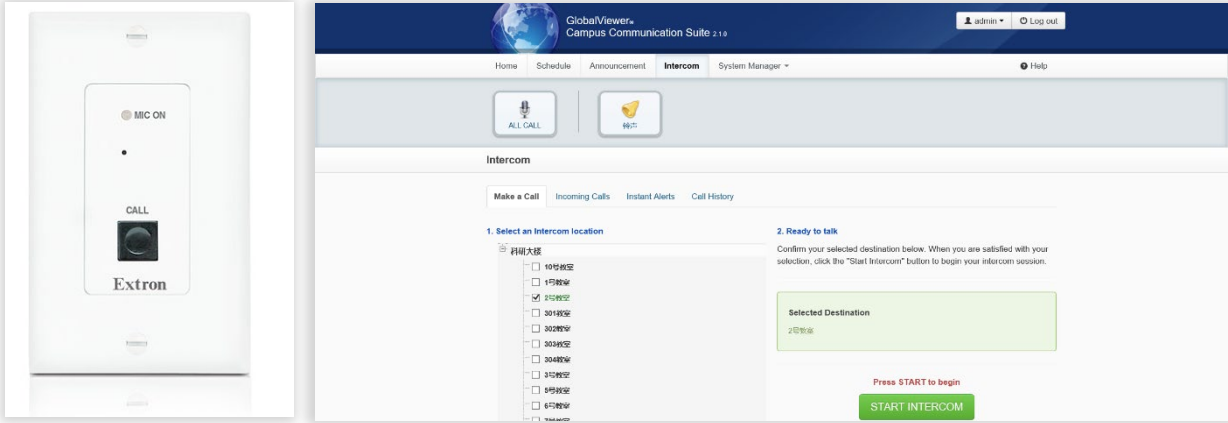 MIC ON
CALL
Extron
GlobalViewer®
Campus Communication Suite 2.1.0
admin
Log out
Home
Schedule
Announcement
Intercom
System Manager
Help
ALL CALL
铃声
Intercom
Make a Call
Incoming Calls
Instant Alerts
Call History
1. Select an Intercom location
科研大楼
10号教室
1号教室
2号教室
301教室
302教室
303教室
304教室
3号教室
5号教室
6号教室
2. Ready to talk
Confirm your selected destination below. When you are satisfied with your
selection, click the "Start Intercom" button to begin your intercom session.
Selected Destination
2号教室
Press START to begin
START INTERCOM